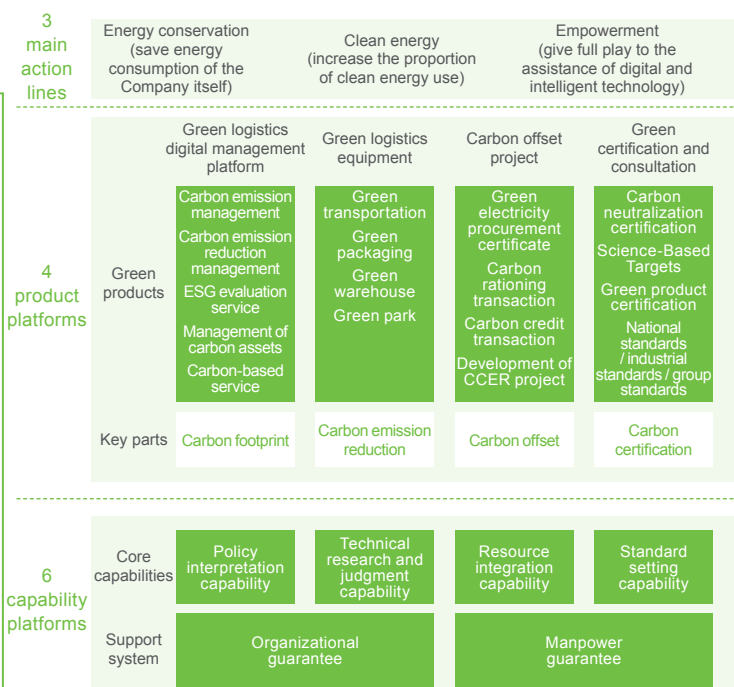 3
main
action
lines
Energy conservation
(save energy
consumption of the
Company itself)
Clean energy
(increase the proportion
of clean energy use)
Empowerment
(give full play to the
assistance of digital and
intelligent technology)
4
product
platforms
Green logistics
digital management
platform
Green logistics
equipment
Carbon offset
project
Green
certification and
consultation
Green
products
Carbon emission
management
Carbon emission
reduction
management
ESG evaluation
service
Management of
carbon assets
Carbon-based
service
Green
transportation
Green
packaging
Green
warehouse
Green park
Green
electricity
procurement
certificate
Carbon
rationing
transaction
Carbon credit
transaction
Development of
CCER project
Carbon
neutralization
certification
Science-Based
Targets
Green product
certification
National
standards
/ industrial
standards / group
standards
Key parts
Carbon footprint
Carbon emission
reduction
Carbon offset
Carbon
certification
6
capability
platforms
Core
capabilities
Policy
interpretation
capability
Technical
research and
judgment
capability
Resource
integration
capability
Standard
setting
capability
Support
system
Organizational
guarantee
Manpower
guarantee